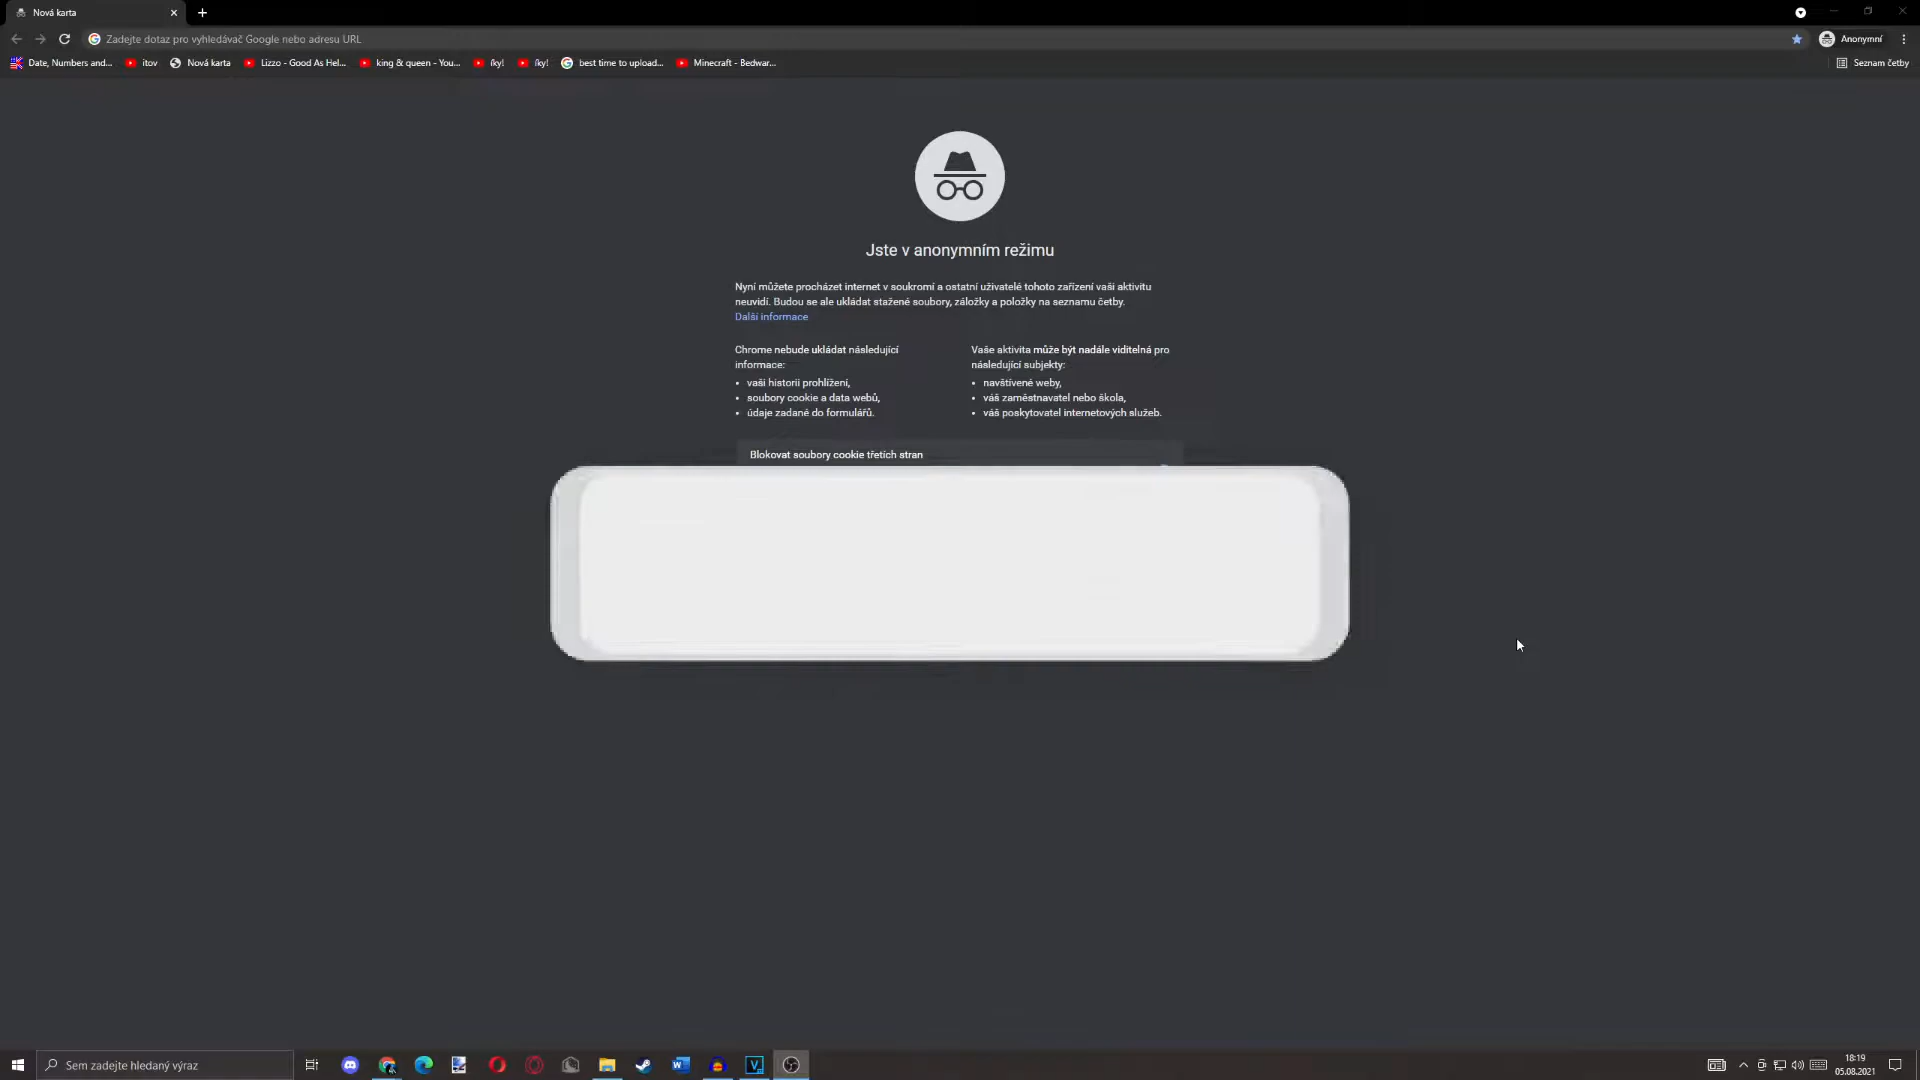 Nová karta
Zadejte dotaz pro vyhledávač Google nebo adresu URL
Anonymní
Date, Numbers and...
itov
Nová karta
Lizzo - Good As Hel...
king & queen - You...
ſky!
ſky!
best time to upload...
Minecraft - Bedwar...
Seznam četby
Jste v anonymním režimu
Nyní můžete procházet internet v soukromí a ostatní uživatelé tohoto zařízení vaši aktivitu
neuvidí. Budou se ale ukládat stažené soubory, záložky a položky na seznamu četby.
Další informace
Chrome nebude ukládat následující
informace:
• vaši historii prohlížení,
• soubory cookie a data webů,
• údaje zadané do formulářů.
Vaše aktivita může být nadále viditelná pro
následující subjekty:
• navštívené weby,
• váš zaměstnavatel nebo škola,
• váš poskytovatel internetových služeb.
Blokovat soubory cookie třetích stran
Sem zadejte hledaný výraz
18:19
05.08.2021